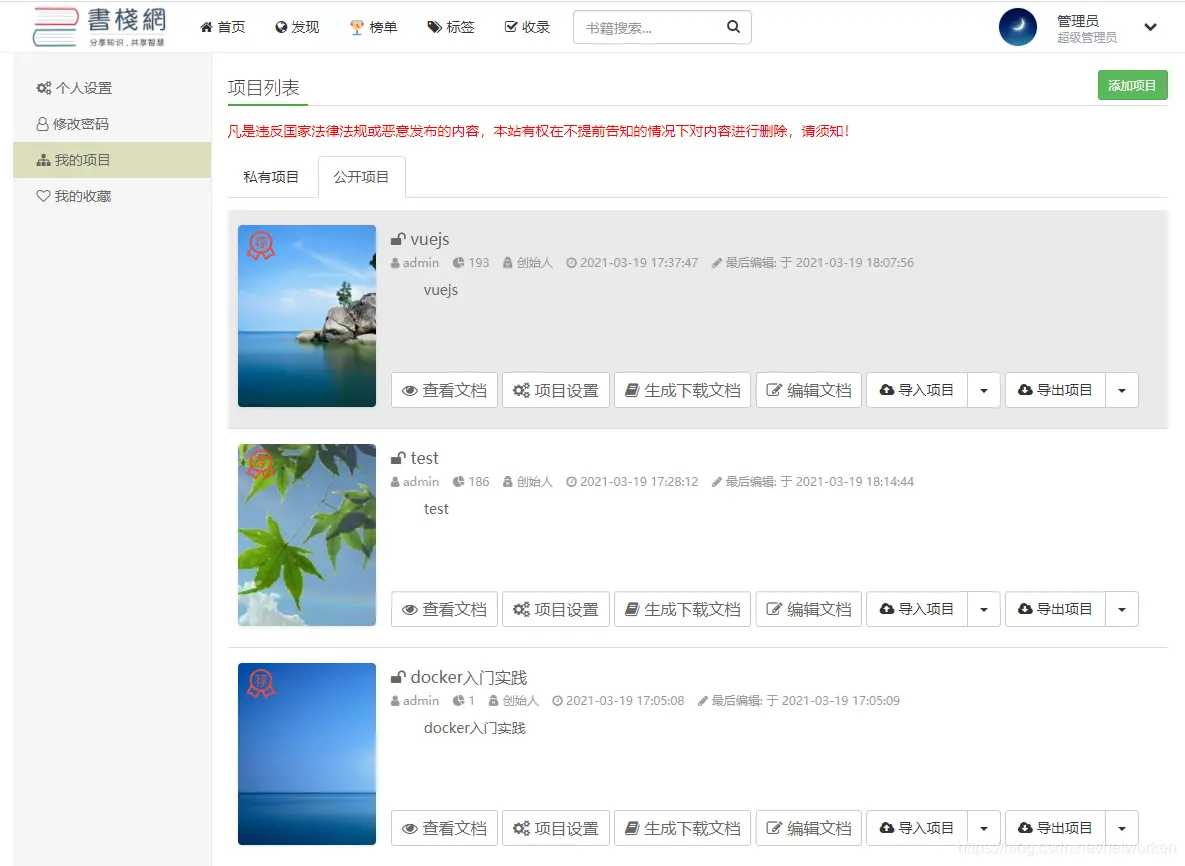 書棧網
分享知识,共享智慧
首页 发现 榜单 标签 收录 书籍搜索... 管理员
超级管理员
个人设置
修改密码
我的项目
我的收藏
项目列表 添加项目
凡是违反国家法律法规或恶意发布的内容，本站有权在不提前告知的情况下对内容进行删除，请须知!
私有项目 公开项目
荐
vuejs
admin 193 创始人 2021-03-19 17:37:47 最后编辑: 于 2021-03-19 18:07:56
vuejs
查看文档 项目设置 生成下载文档 编辑文档 导入项目 导出项目
荐
test
admin 186 创始人 2021-03-19 17:28:12 最后编辑: 于 2021-03-19 18:14:44
test
查看文档 项目设置 生成下载文档 编辑文档 导入项目 导出项目
荐
docker入门实践
admin 1 创始人 2021-03-19 17:05:08 最后编辑: 于 2021-03-19 17:05:09
docker入门实践
查看文档 项目设置 生成下载文档 编辑文档 导入项目 导出项目
https://blog.csdn.net/networken